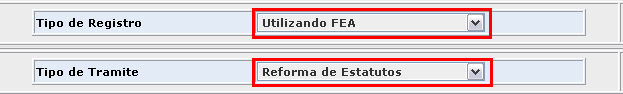 Tipo de Registro Utilizando FEA
Tipo de Tramite Reforma de Estatutos